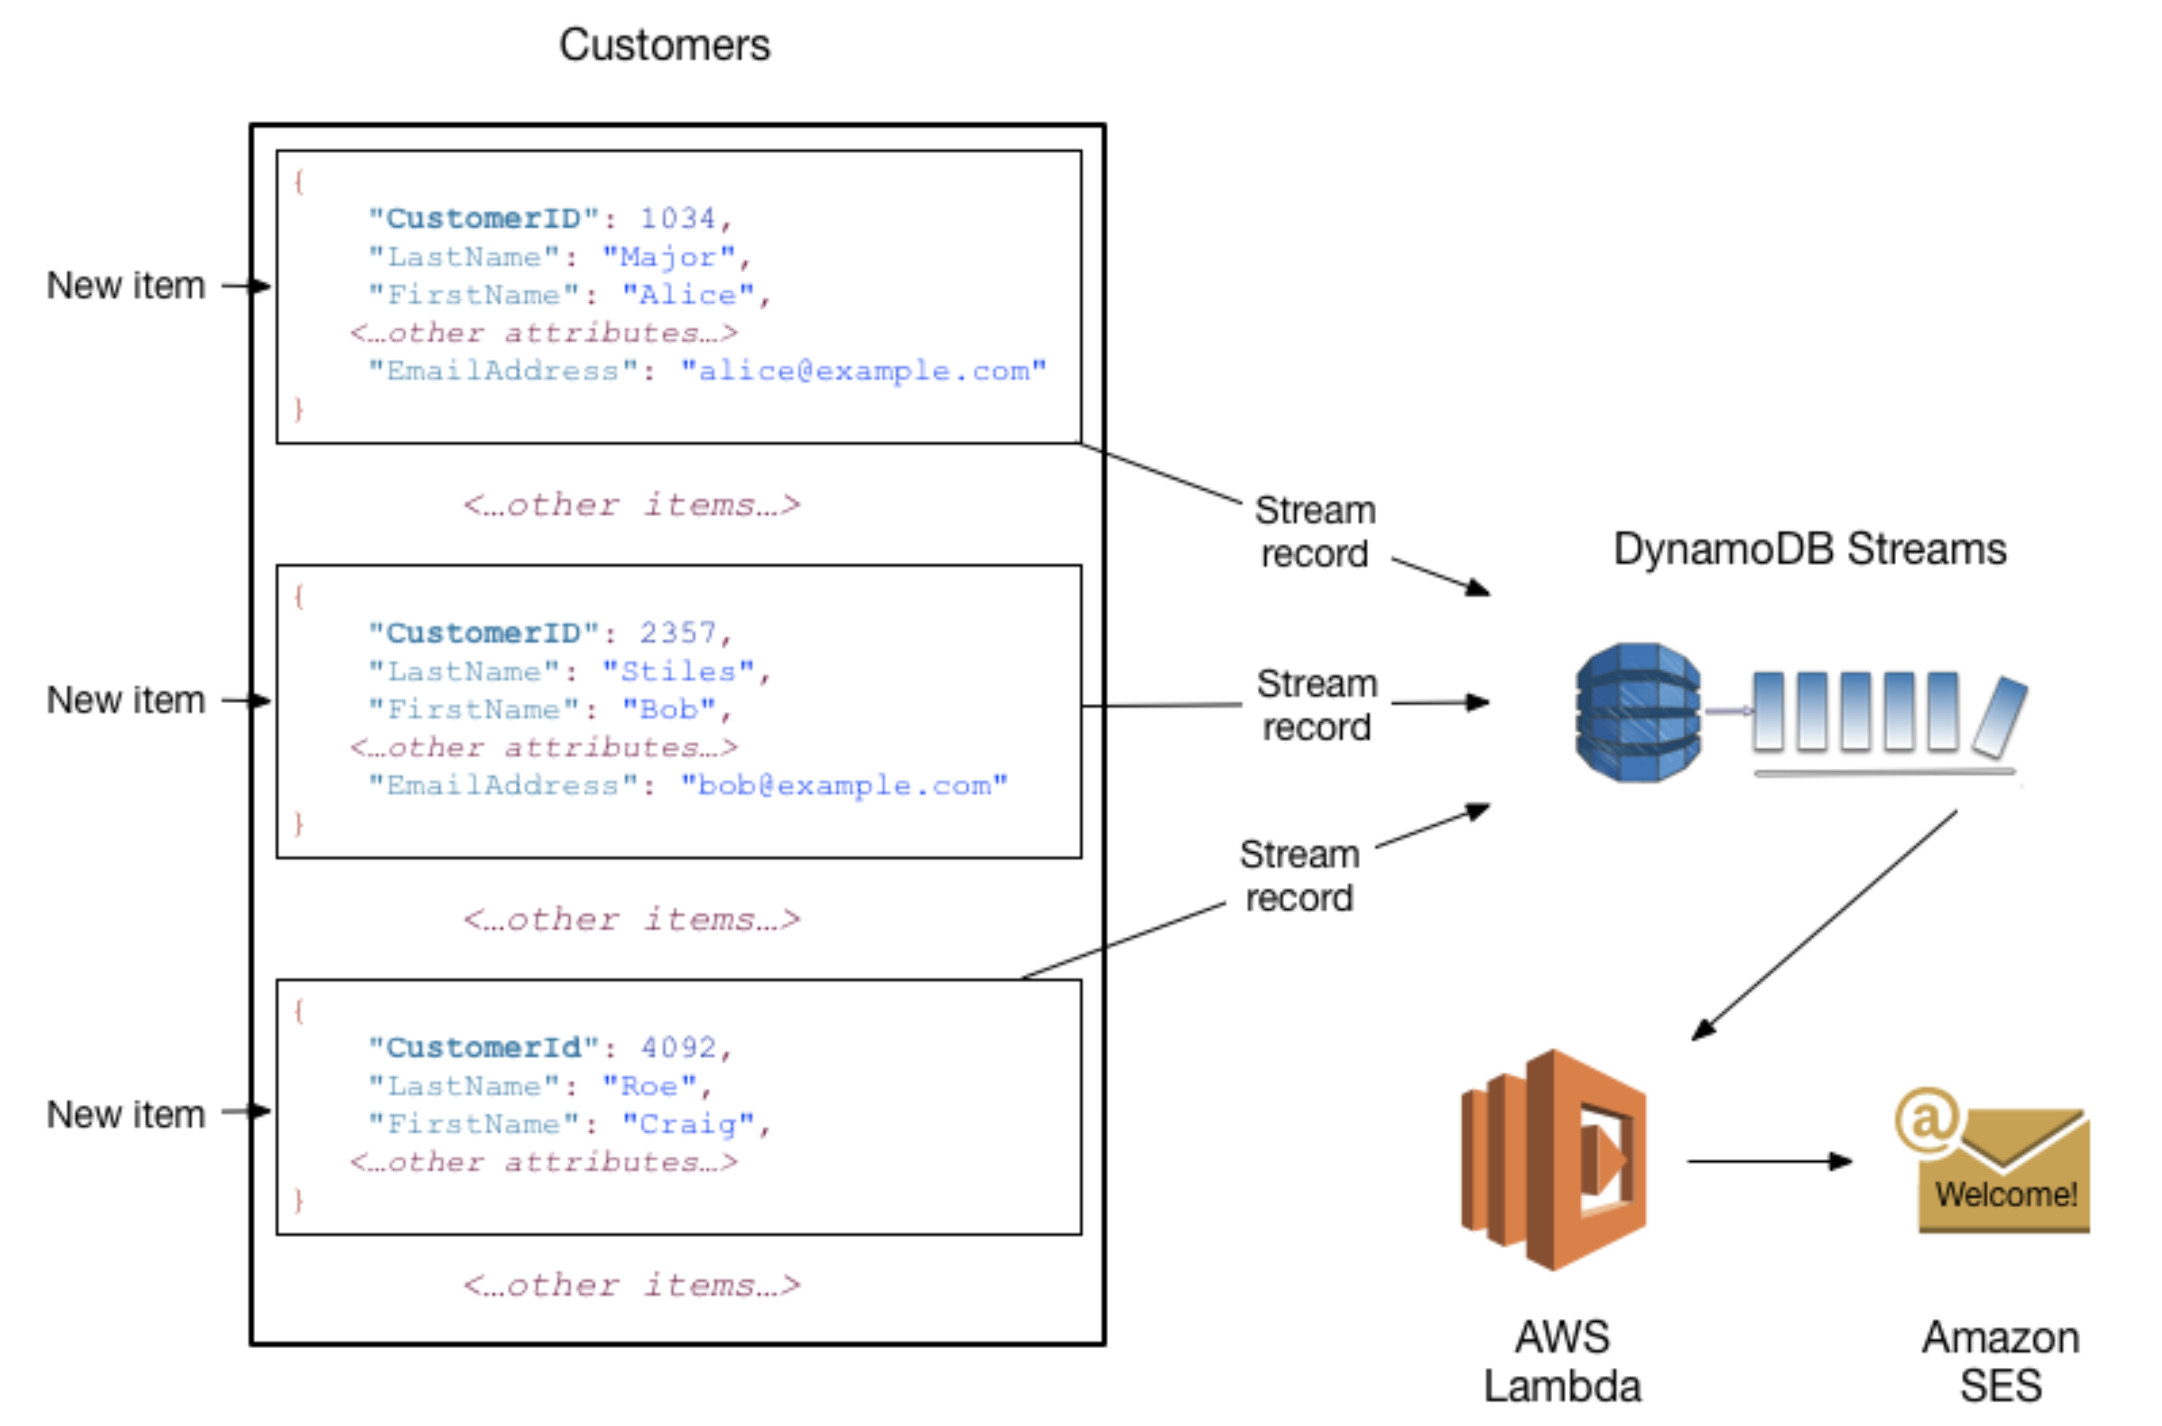 Customers
New item
{
"CustomerID": 1034,
"LastName": "Major",
"FirstName": "Alice",
<…other attributes…>
"EmailAddress": "alice@example.com"
}
<…other items…>
New item
{
"CustomerID": 2357,
"LastName": "Stiles",
"FirstName": "Bob",
<…other attributes…>
"EmailAddress": "bob@example.com"
}
<…other items…>
New item
{
"CustomerId": 4092,
"LastName": "Roe",
"FirstName": "Craig",
<…other attributes…>
}
<…other items…>
Stream
record
Stream
record
Stream
record
DynamoDB Streams
@
Welcome!
AWS
Lambda
Amazon
SES